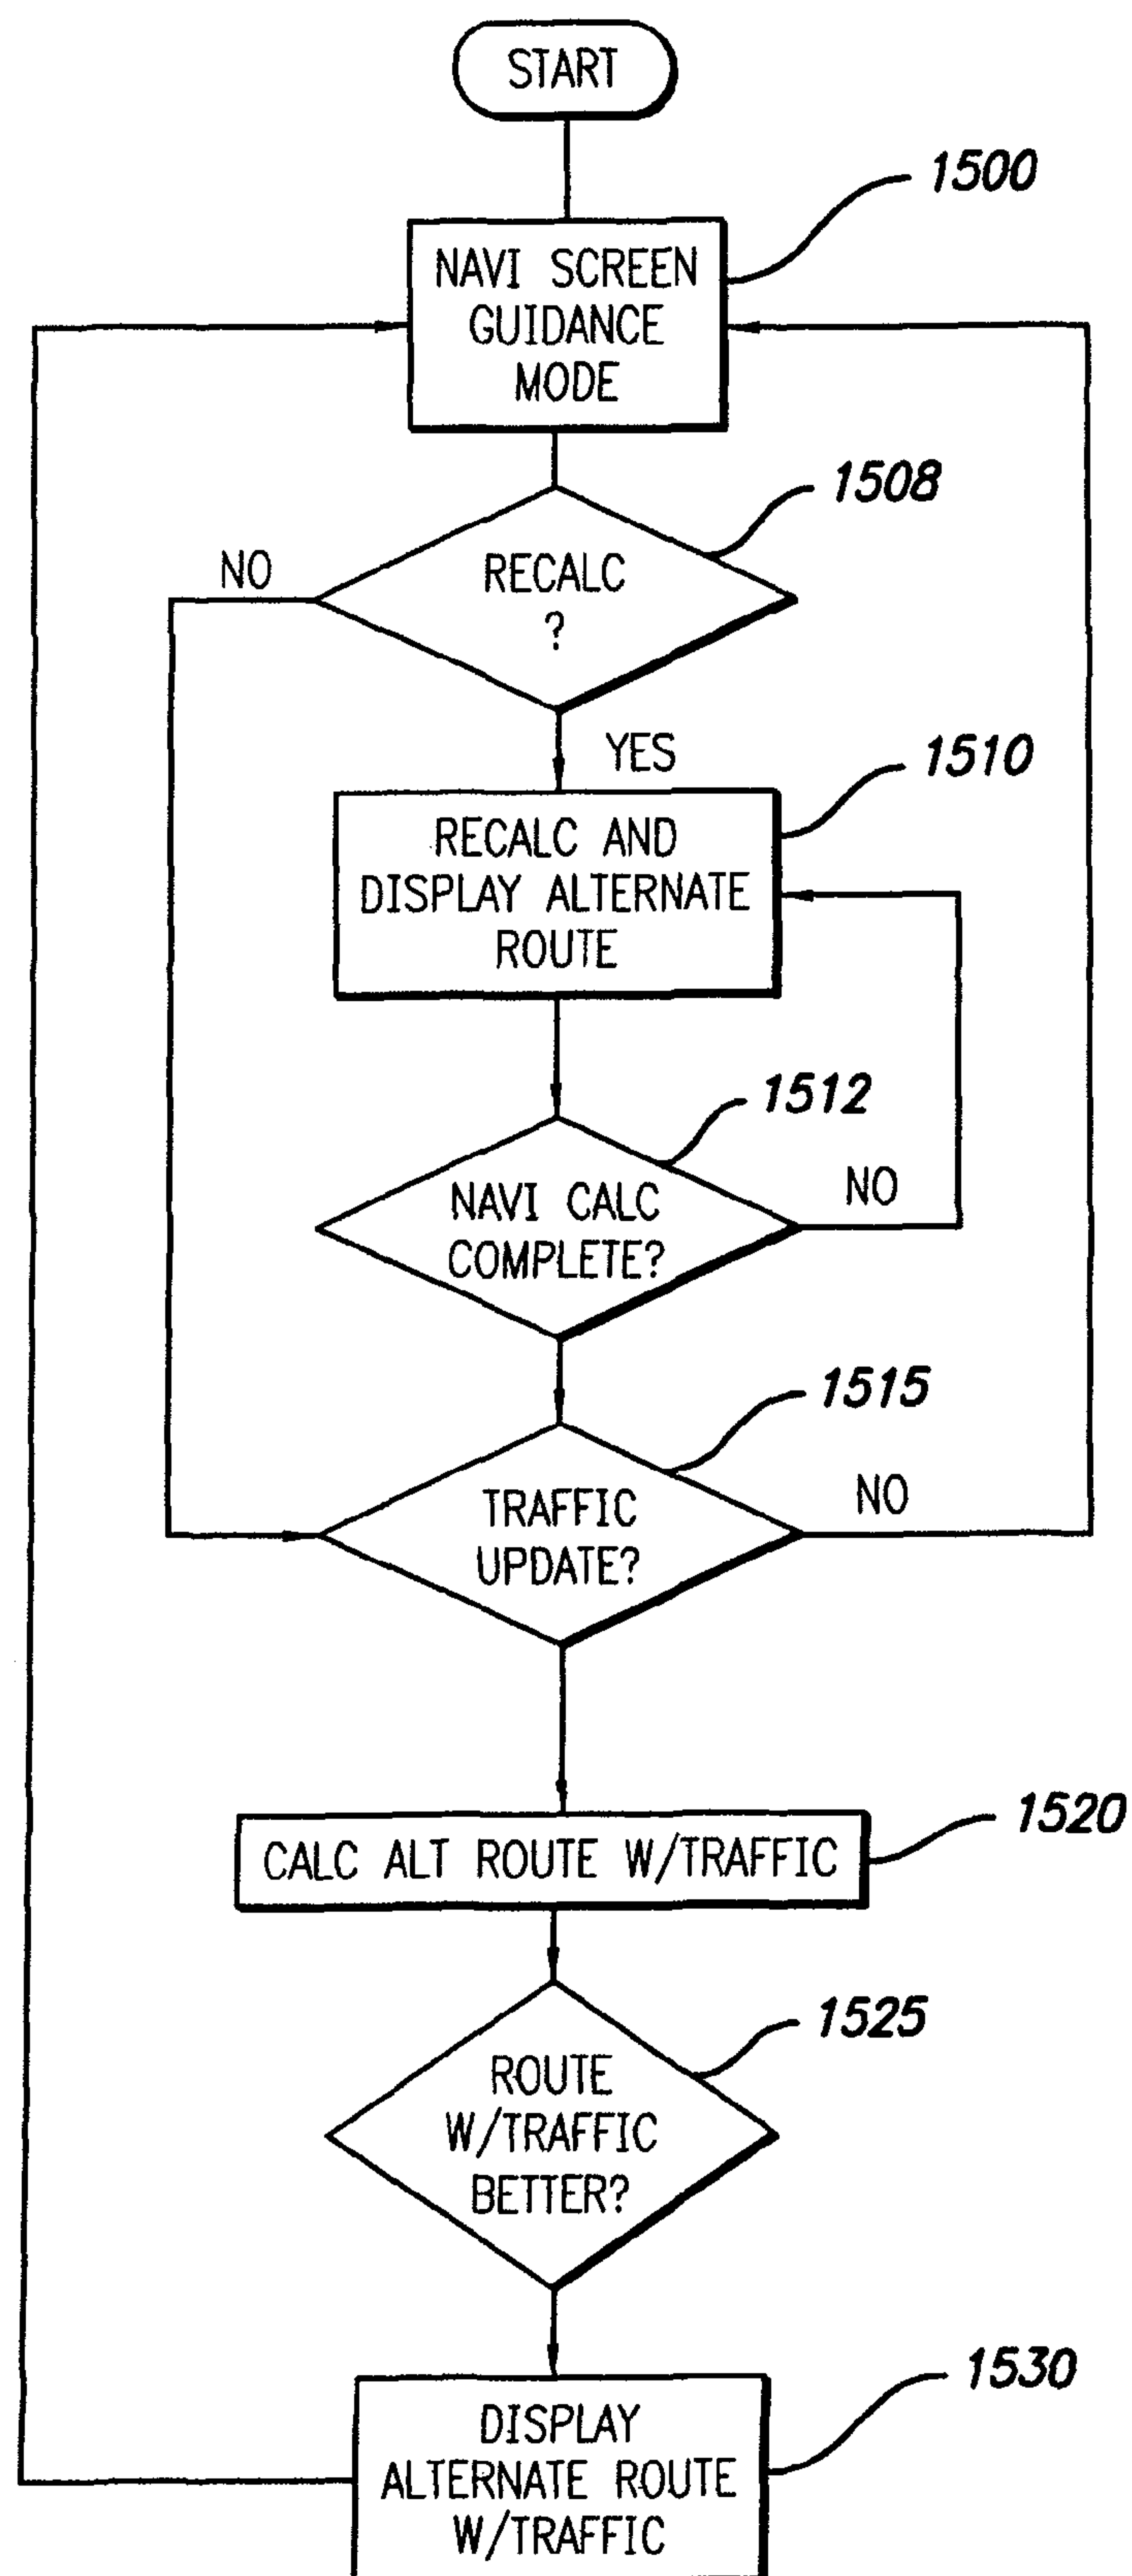 START
1500
NAVI SCREEN
GUIDANCE
MODE
1508
NO
RECALC
?
YES
1510
RECALC AND
DISPLAY ALTERNATE
ROUTE
1512
NAVI CALC
COMPLETE?
NO
1515
TRAFFIC
UPDATE?
NO
1520
CALC ALT ROUTE W/TRAFFIC
1525
ROUTE
W/TRAFFIC
BETTER?
1530
DISPLAY
ALTERNATE ROUTE
W/TRAFFIC